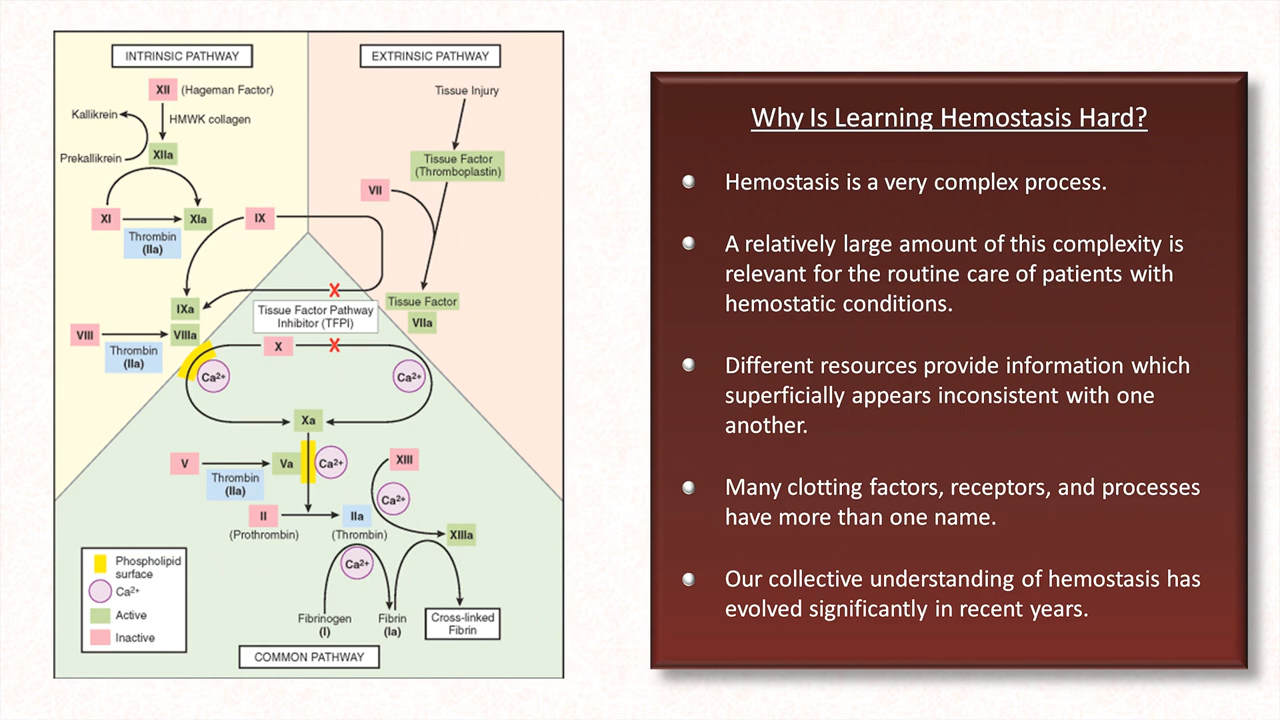 INTRINSIC PATHWAY
EXTRINSIC PATHWAY
XII (Hageman Factor)
Tissue Injury
Kallikrein
HMWK collagen
Prekallikrein
XIIa
Tissue Factor
(Thromboplastin)
VII
XI
XIa
IX
Thrombin
(IIa)
IXa
Tissue Factor
VIIa
Tissue Factor Pathway
Inhibitor (TFPI)
VIII
VIIIa
Thrombin
(IIa)
X
X
X
Ca2+
Ca2+
Xa
V
Va
Ca2+
XIII
Thrombin
(IIa)
Ca2+
II
IIa
(Prothrombin)
(Thrombin)
XIIIa
Ca2+
Fibrinogen
(I)
Fibrin
(Ia)
Cross-linked
Fibrin
Phospholipid
surface
Ca2+
Active
Inactive
COMMON PATHWAY
Why Is Learning Hemostasis Hard?
Hemostasis is a very complex process.
A relatively large amount of this complexity is
relevant for the routine care of patients with
hemostatic conditions.
Different resources provide information which
superficially appears inconsistent with one
another.
Many clotting factors, receptors, and processes
have more than one name.
Our collective understanding of hemostasis has
evolved significantly in recent years.